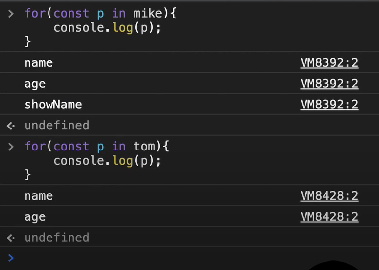 > for(const p in mike){
    console.log(p);
}
name VM8392:2
age VM8392:2
showName VM8392:2
<· undefined
> for(const p in tom){
    console.log(p);
}
name VM8428:2
age VM8428:2
<· undefined
>